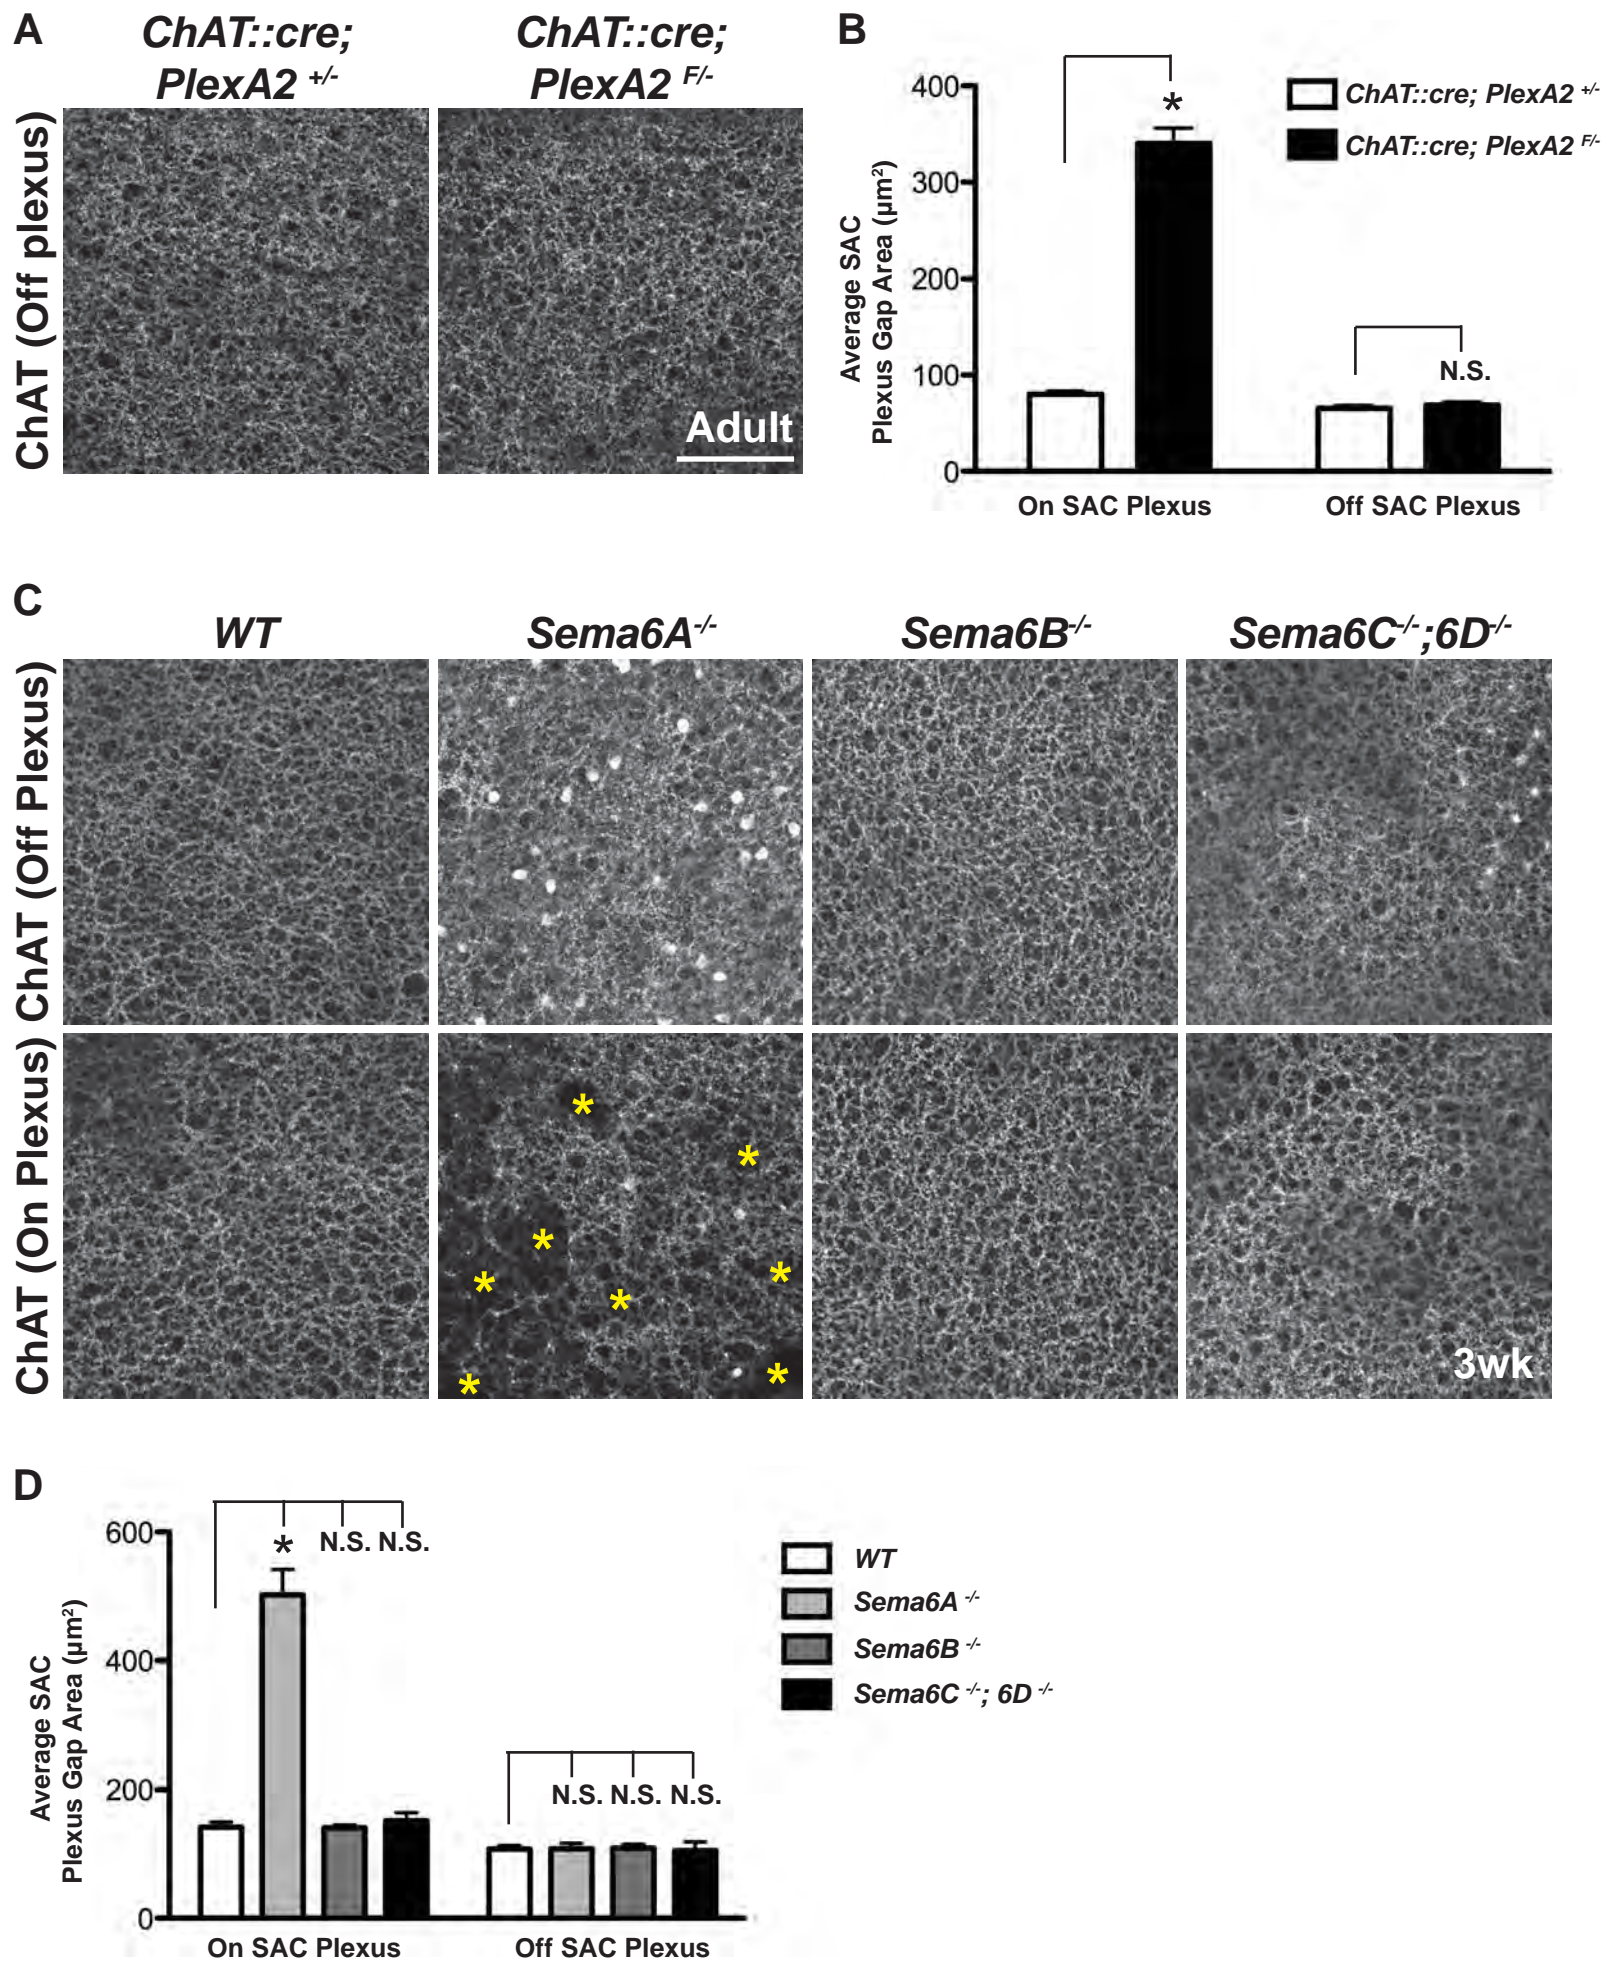 A
ChAT::cre;
PlexA2 +/-
ChAT::cre;
PlexA2 F/-
ChAT (Off plexus)
Adult
B
Average SAC
Plexus Gap Area (µm²)
400
300
200
100
0
*
N.S.
On SAC Plexus
Off SAC Plexus
ChAT::cre; PlexA2 +/-
ChAT::cre; PlexA2 F/-
C
WT
Sema6A-/-
Sema6B-/-
Sema6C-/-;6D-/-
ChAT (Off Plexus)
ChAT (On Plexus)
*
*
*
*
*
*
*
*
3wk
D
Average SAC
Plexus Gap Area (µm²)
600
400
200
0
* N.S. N.S.
N.S. N.S. N.S.
On SAC Plexus
Off SAC Plexus
WT
Sema6A -/-
Sema6B -/-
Sema6C -/-; 6D -/-